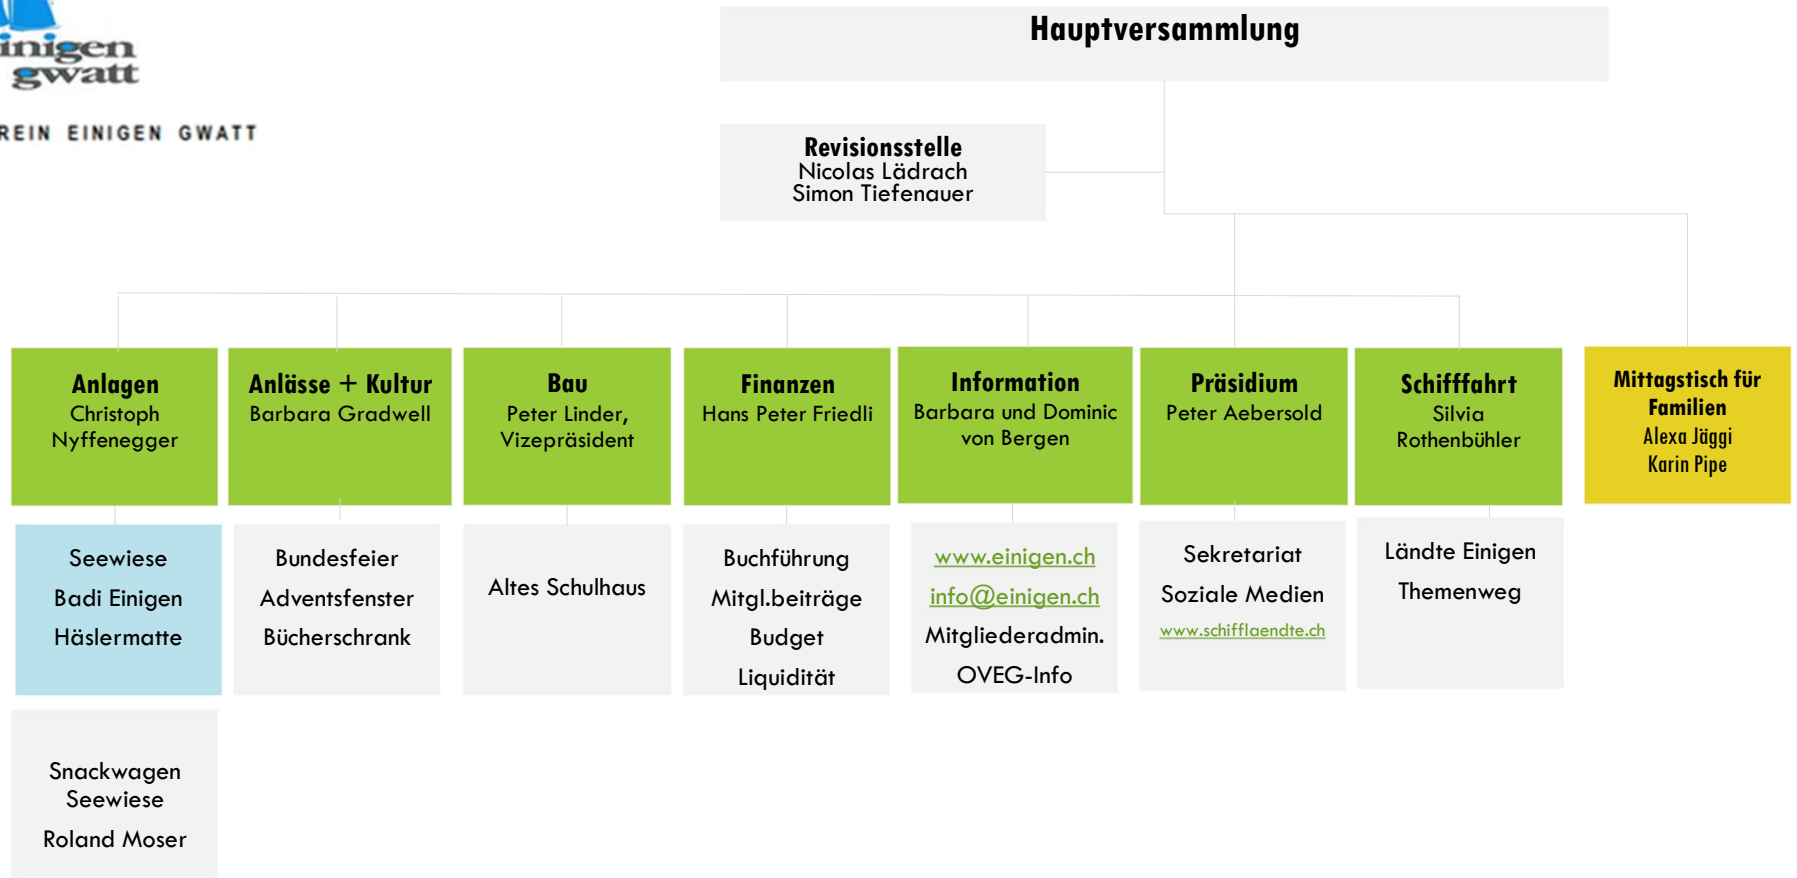 einigen
gwatt
REIN EINIGEN GWATT
Hauptversammlung
Revisionsstelle
Nicolas Lädrach
Simon Tiefenauer
Anlagen
Christoph
Nyffenegger
Anlässe + Kultur
Barbara Gradwell
Bau
Peter Linder,
Vizepräsident
Finanzen
Hans Peter Friedli
Information
Barbara und Dominic
von Bergen
Präsidium
Peter Aebersold
Schifffahrt
Silvia
Rothenbühler
Mittagstisch für
Familien
Alexa Jäggi
Karin Pipe
Seewiese
Badi Einigen
Häslermatte
Bundesfeier
Adventsfenster
Bücherschrank
Altes Schulhaus
Buchführung
Mitgl.beiträge
Budget
Liquidität
www.einigen.ch
info@einigen.ch
Mitgliederadmin.
OVEG-Info
Sekretariat
Soziale Medien
www.schifflaendte.ch
Ländte Einigen
Themenweg
Snackwagen
Seewiese
Roland Moser